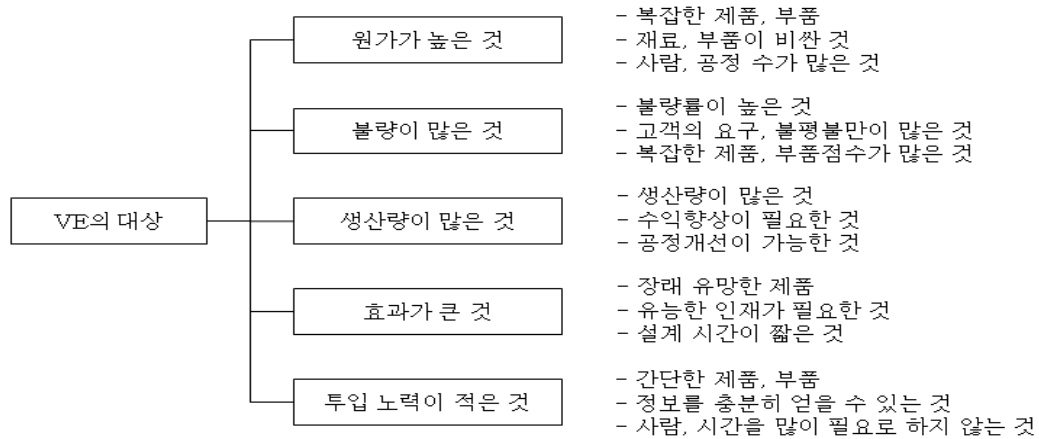 VE의 대상
원가가 높은 것
- 복잡한 제품, 부품
- 재료, 부품이 비싼 것
- 사람, 공정 수가 많은 것
불량이 많은 것
- 불량률이 높은 것
- 고객의 요구, 불평불만이 많은 것
- 복잡한 제품, 부품점수가 많은 것
생산량이 많은 것
- 생산량이 많은 것
- 수익향상이 필요한 것
- 공정개선이 가능한 것
효과가 큰 것
- 장래 유망한 제품
- 유능한 인재가 필요한 것
- 설계 시간이 짧은 것
투입 노력이 적은 것
- 간단한 제품, 부품
- 정보를 충분히 얻을 수 있는 것
- 사람, 시간을 많이 필요로 하지 않는 것